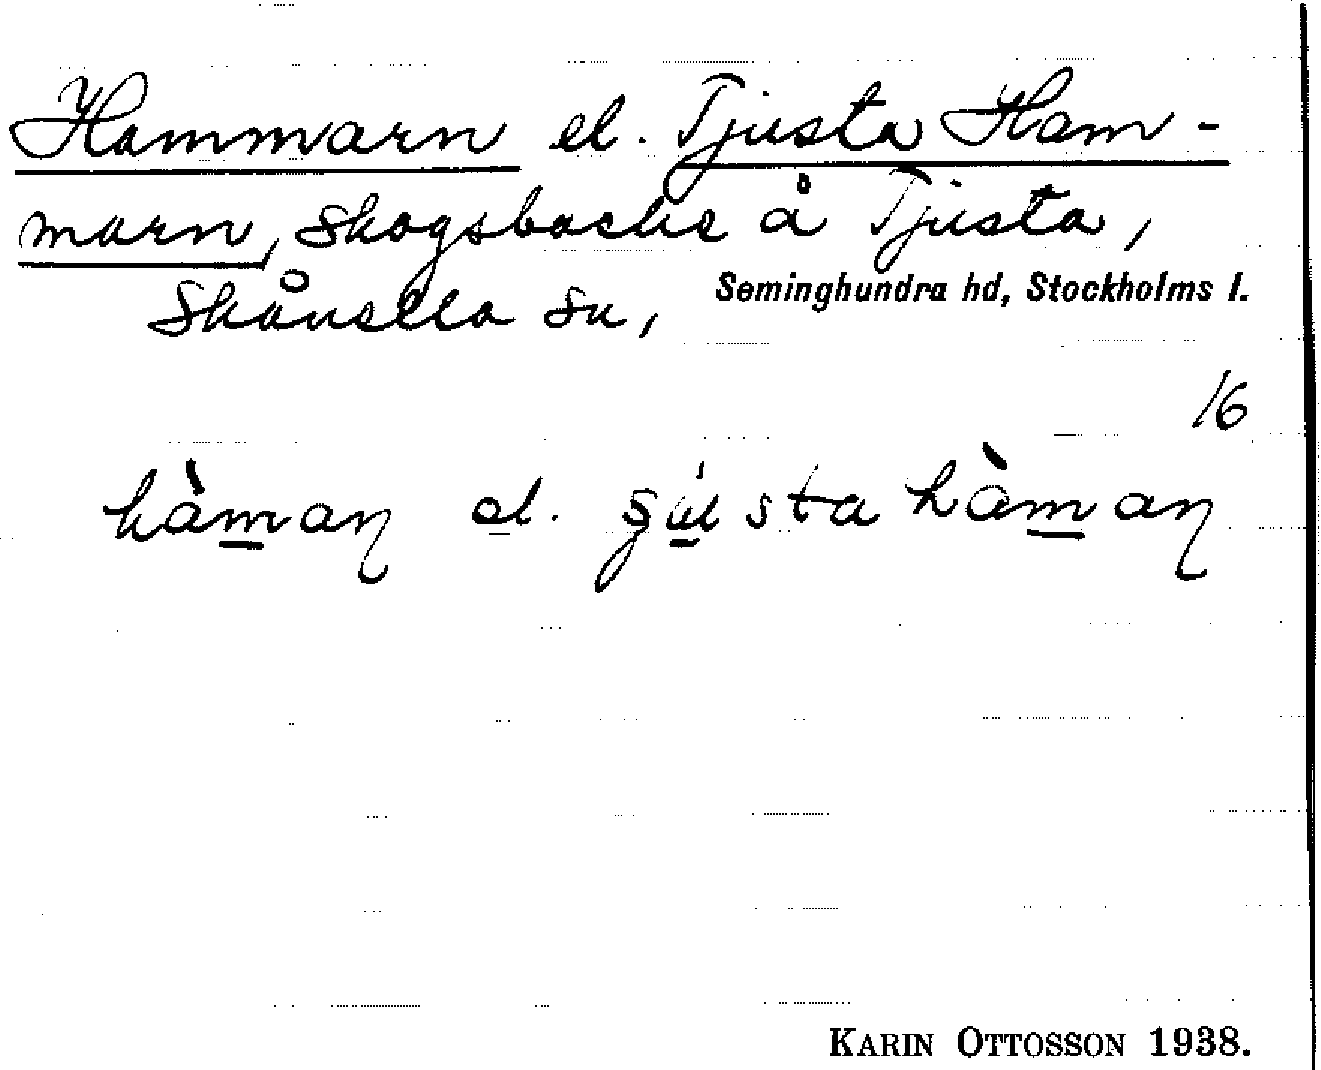 Hammarn el. Tjusta Ham-
marn, skogsbacke å Tjusta,
Skånella sn, Seminghundra hd, Stockholms l.
16
hàman el. hàman
KARIN OTTOSSON 1938.